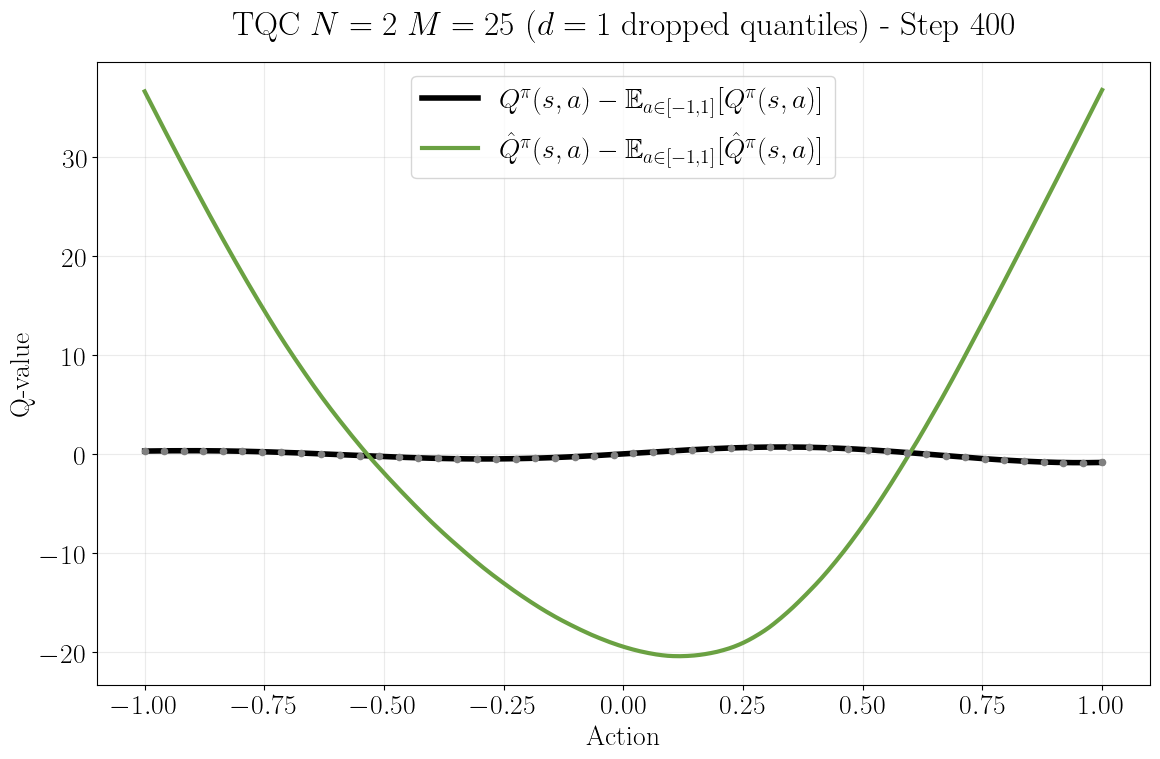 TQC $N = 2$ $M = 25$ ($d = 1$ dropped quantiles) - Step 400
$Q^{\pi}(s, a) - \mathbb{E}_{a \in [-1,1]}[Q^{\pi}(s, a)]$
$\hat{Q}^{\pi}(s, a) - \mathbb{E}_{a \in [-1,1]}[\hat{Q}^{\pi}(s, a)]$
30
20
10
0
−10
−20
Q-value
−1.00 −0.75 −0.50 −0.25 0.00 0.25 0.50 0.75 1.00
Action